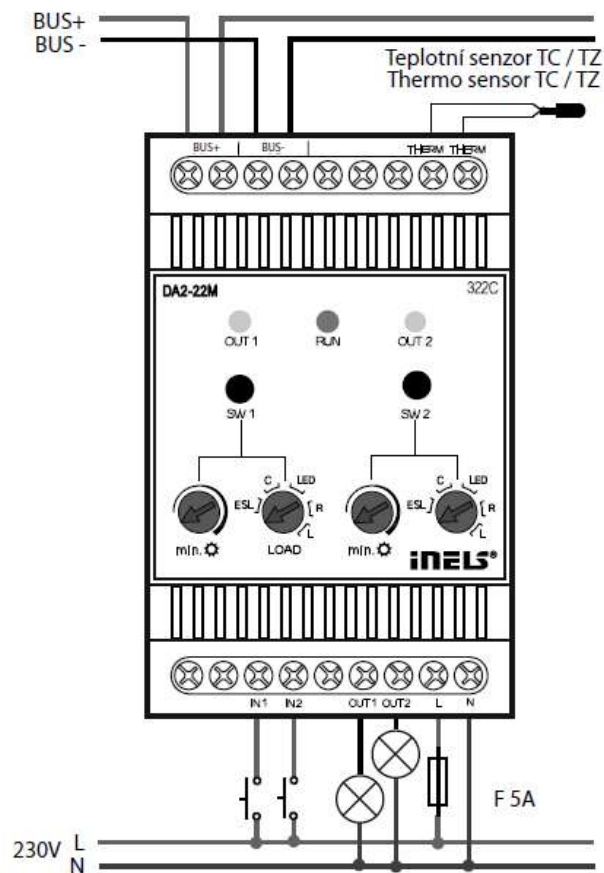 BUS+
BUS -
Teplotní senzor TC / TZ
Thermo sensor TC / TZ
BUS+ BUS- THERM THERM
DA2-22M 322C
OUT 1 RUN OUT 2
SW 1 SW 2
C LED C LED
ESL R ESL R
L L
min. LOAD min.
iNELS®
IN1 IN2 OUT1 OUT2 L N
F 5A
230V L
N